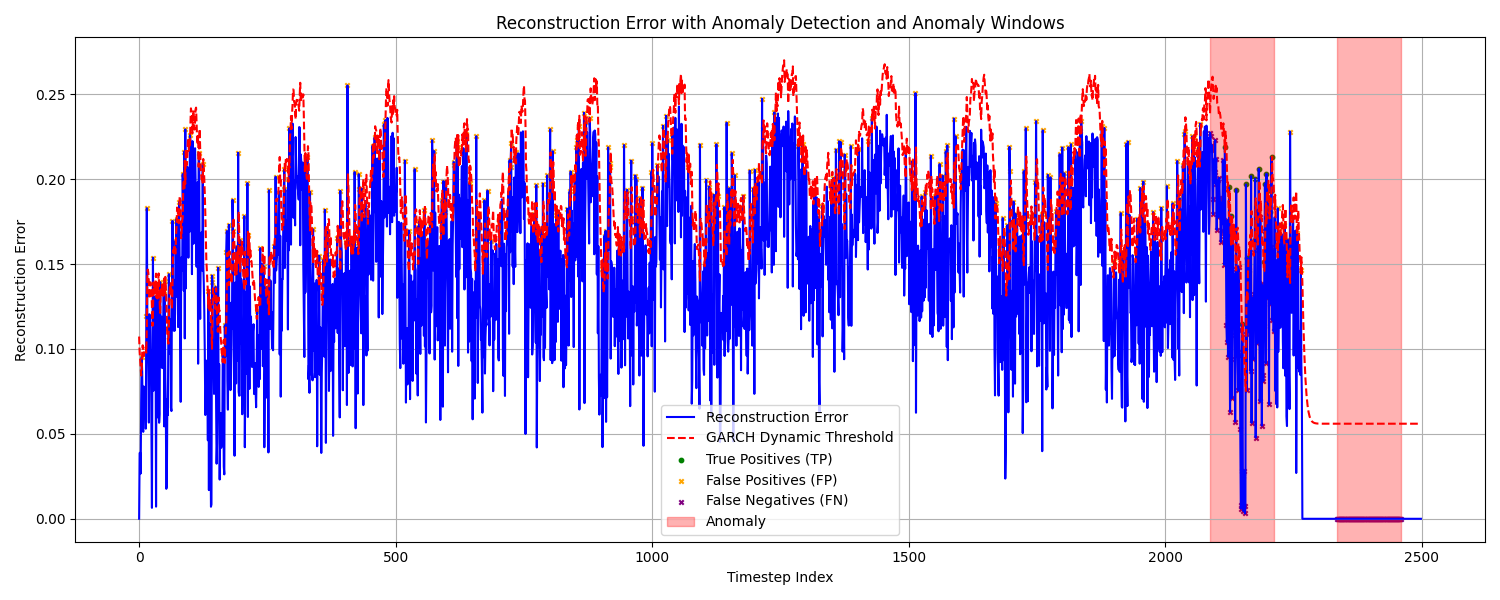 Reconstruction Error with Anomaly Detection and Anomaly Windows
Reconstruction Error
0.25
0.20
0.15
0.10
0.05
0.00
Reconstruction Error
GARCH Dynamic Threshold
True Positives (TP)
False Positives (FP)
False Negatives (FN)
Anomaly
0
500
1000
1500
2000
2500
Timestep Index